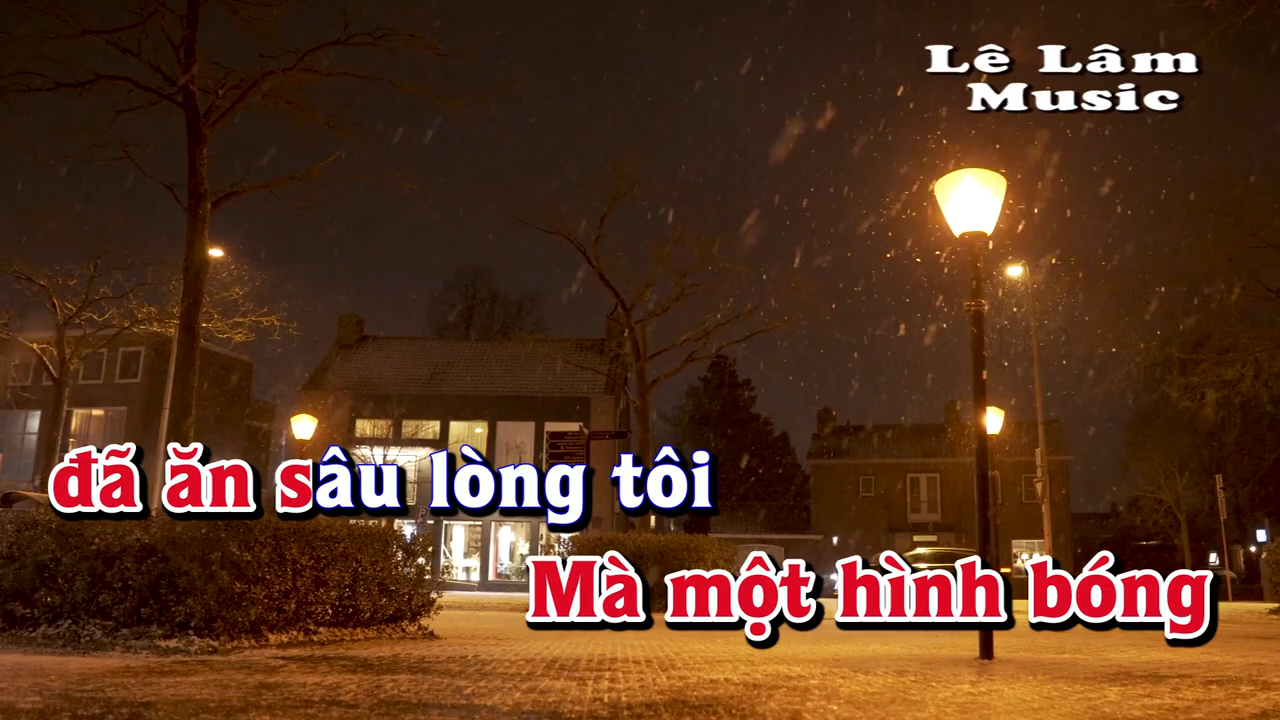 Lê Lâm
Music
đã ăn sâu lòng tôi
Mà một hình bóng